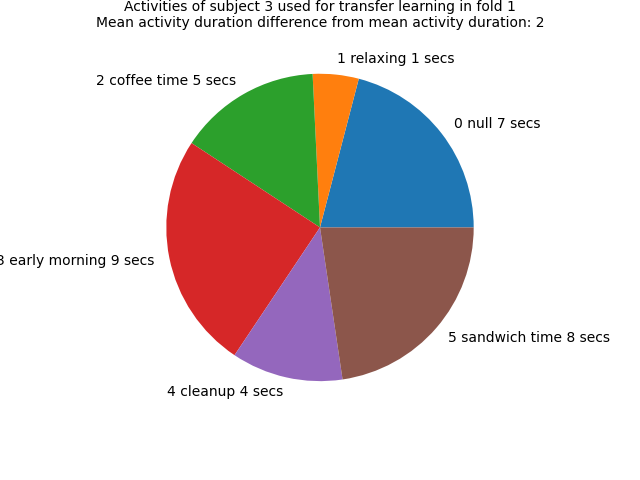 Activities of subject 3 used for transfer learning in fold 1
Mean activity duration difference from mean activity duration: 2
1 relaxing 1 secs
2 coffee time 5 secs
0 null 7 secs
3 early morning 9 secs
5 sandwich time 8 secs
4 cleanup 4 secs